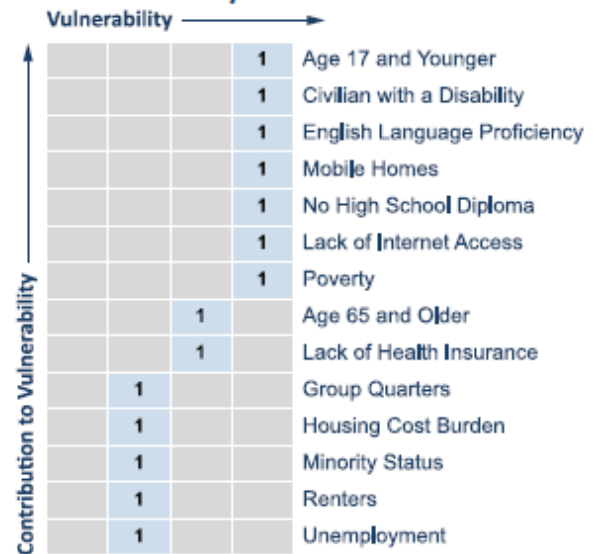 Vulnerability
1 Age 17 and Younger
1 Civilian with a Disability
1 English Language Proficiency
1 Mobile Homes
1 No High School Diploma
1 Lack of Internet Access
1 Poverty
1 Age 65 and Older
1 Lack of Health Insurance
1 Group Quarters
1 Housing Cost Burden
1 Minority Status
1 Renters
1 Unemployment
Contribution to Vulnerability